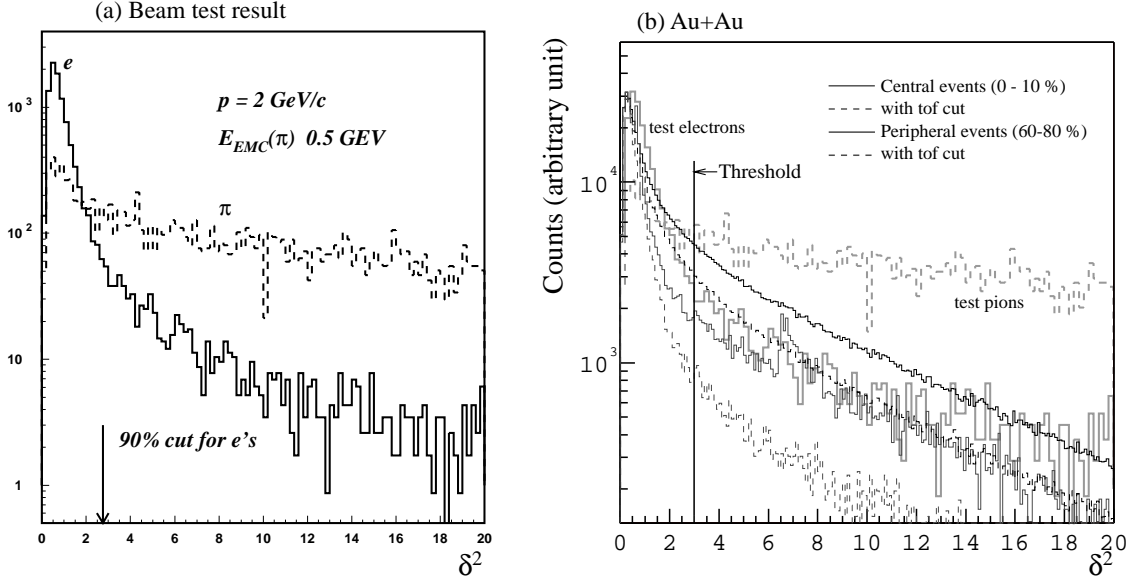 (a) Beam test result
e
p = 2 GeV/c
E_EMC(π) 0.5 GEV
π
90% cut for e's
10³
10²
10
1
0 2 4 6 8 10 12 14 16 18 20
δ²
(b) Au+Au
Counts (arbitrary unit)
Central events (0 - 10 %)
with tof cut
Peripheral events (60-80 %)
with tof cut
test electrons
Threshold
test pions
10⁴
10³
0 2 4 6 8 10 12 14 16 18 20
δ²